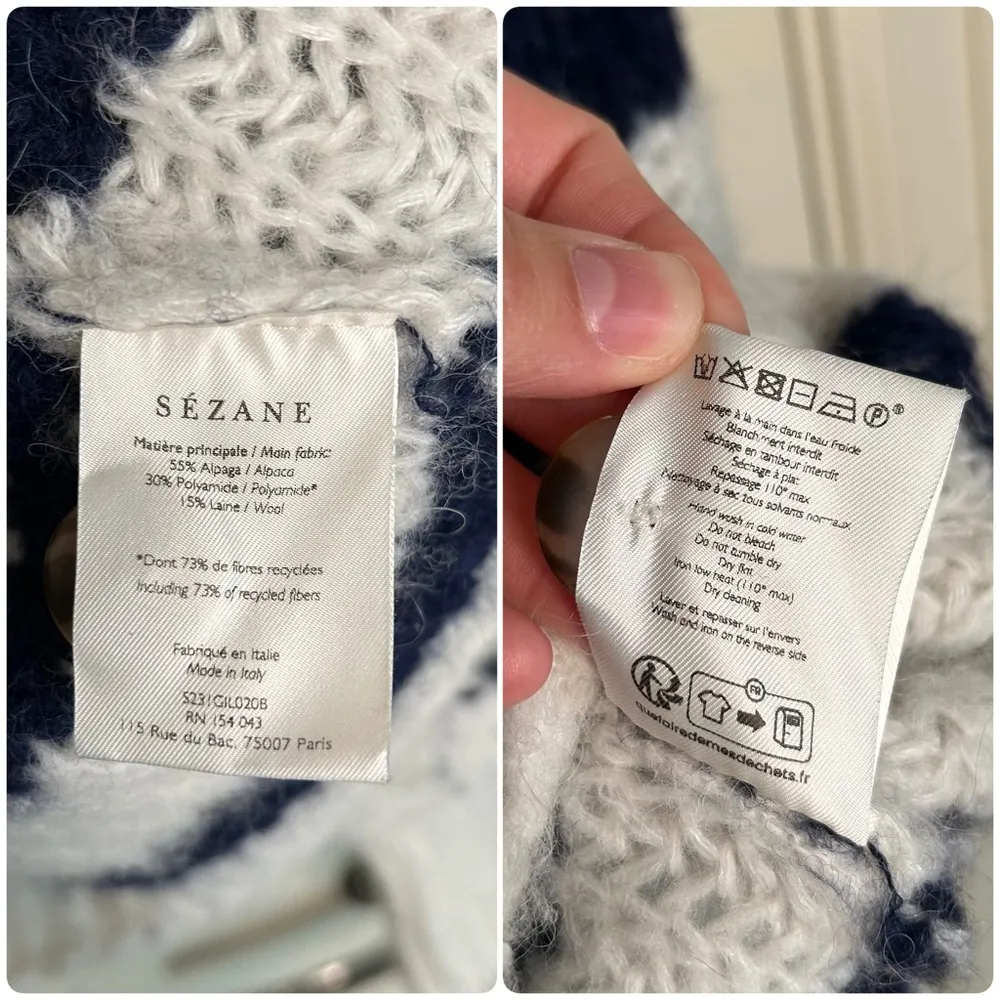 SÉZANE
Matière principale / Main fabric:
55% Alpaga / Alpaca
30% Polyamide / Polyamide*
15% Laine / Wool
*Dont 73% de fibres recyclées
Including 73% of recycled fibers
Fabriqué en Italie
Made in Italy
S231GIL020B
RN 154 043
115 Rue du Bac, 75007 Paris
P
Lavage à la main dans l'eau froide
Blanchiment interdit
Séchage en tambour interdit
Séchage à plat
Repassage 110° max
Nettoyage à sec tous solvants normaux
Hand wash in cold water
Do not bleach
Do not tumble dry
Dry flat
Iron low heat (110° max)
Dry cleaning
Laver et repasser sur l'envers
Wash and iron on the reverse side
FR
quefairedemesdechets.fr